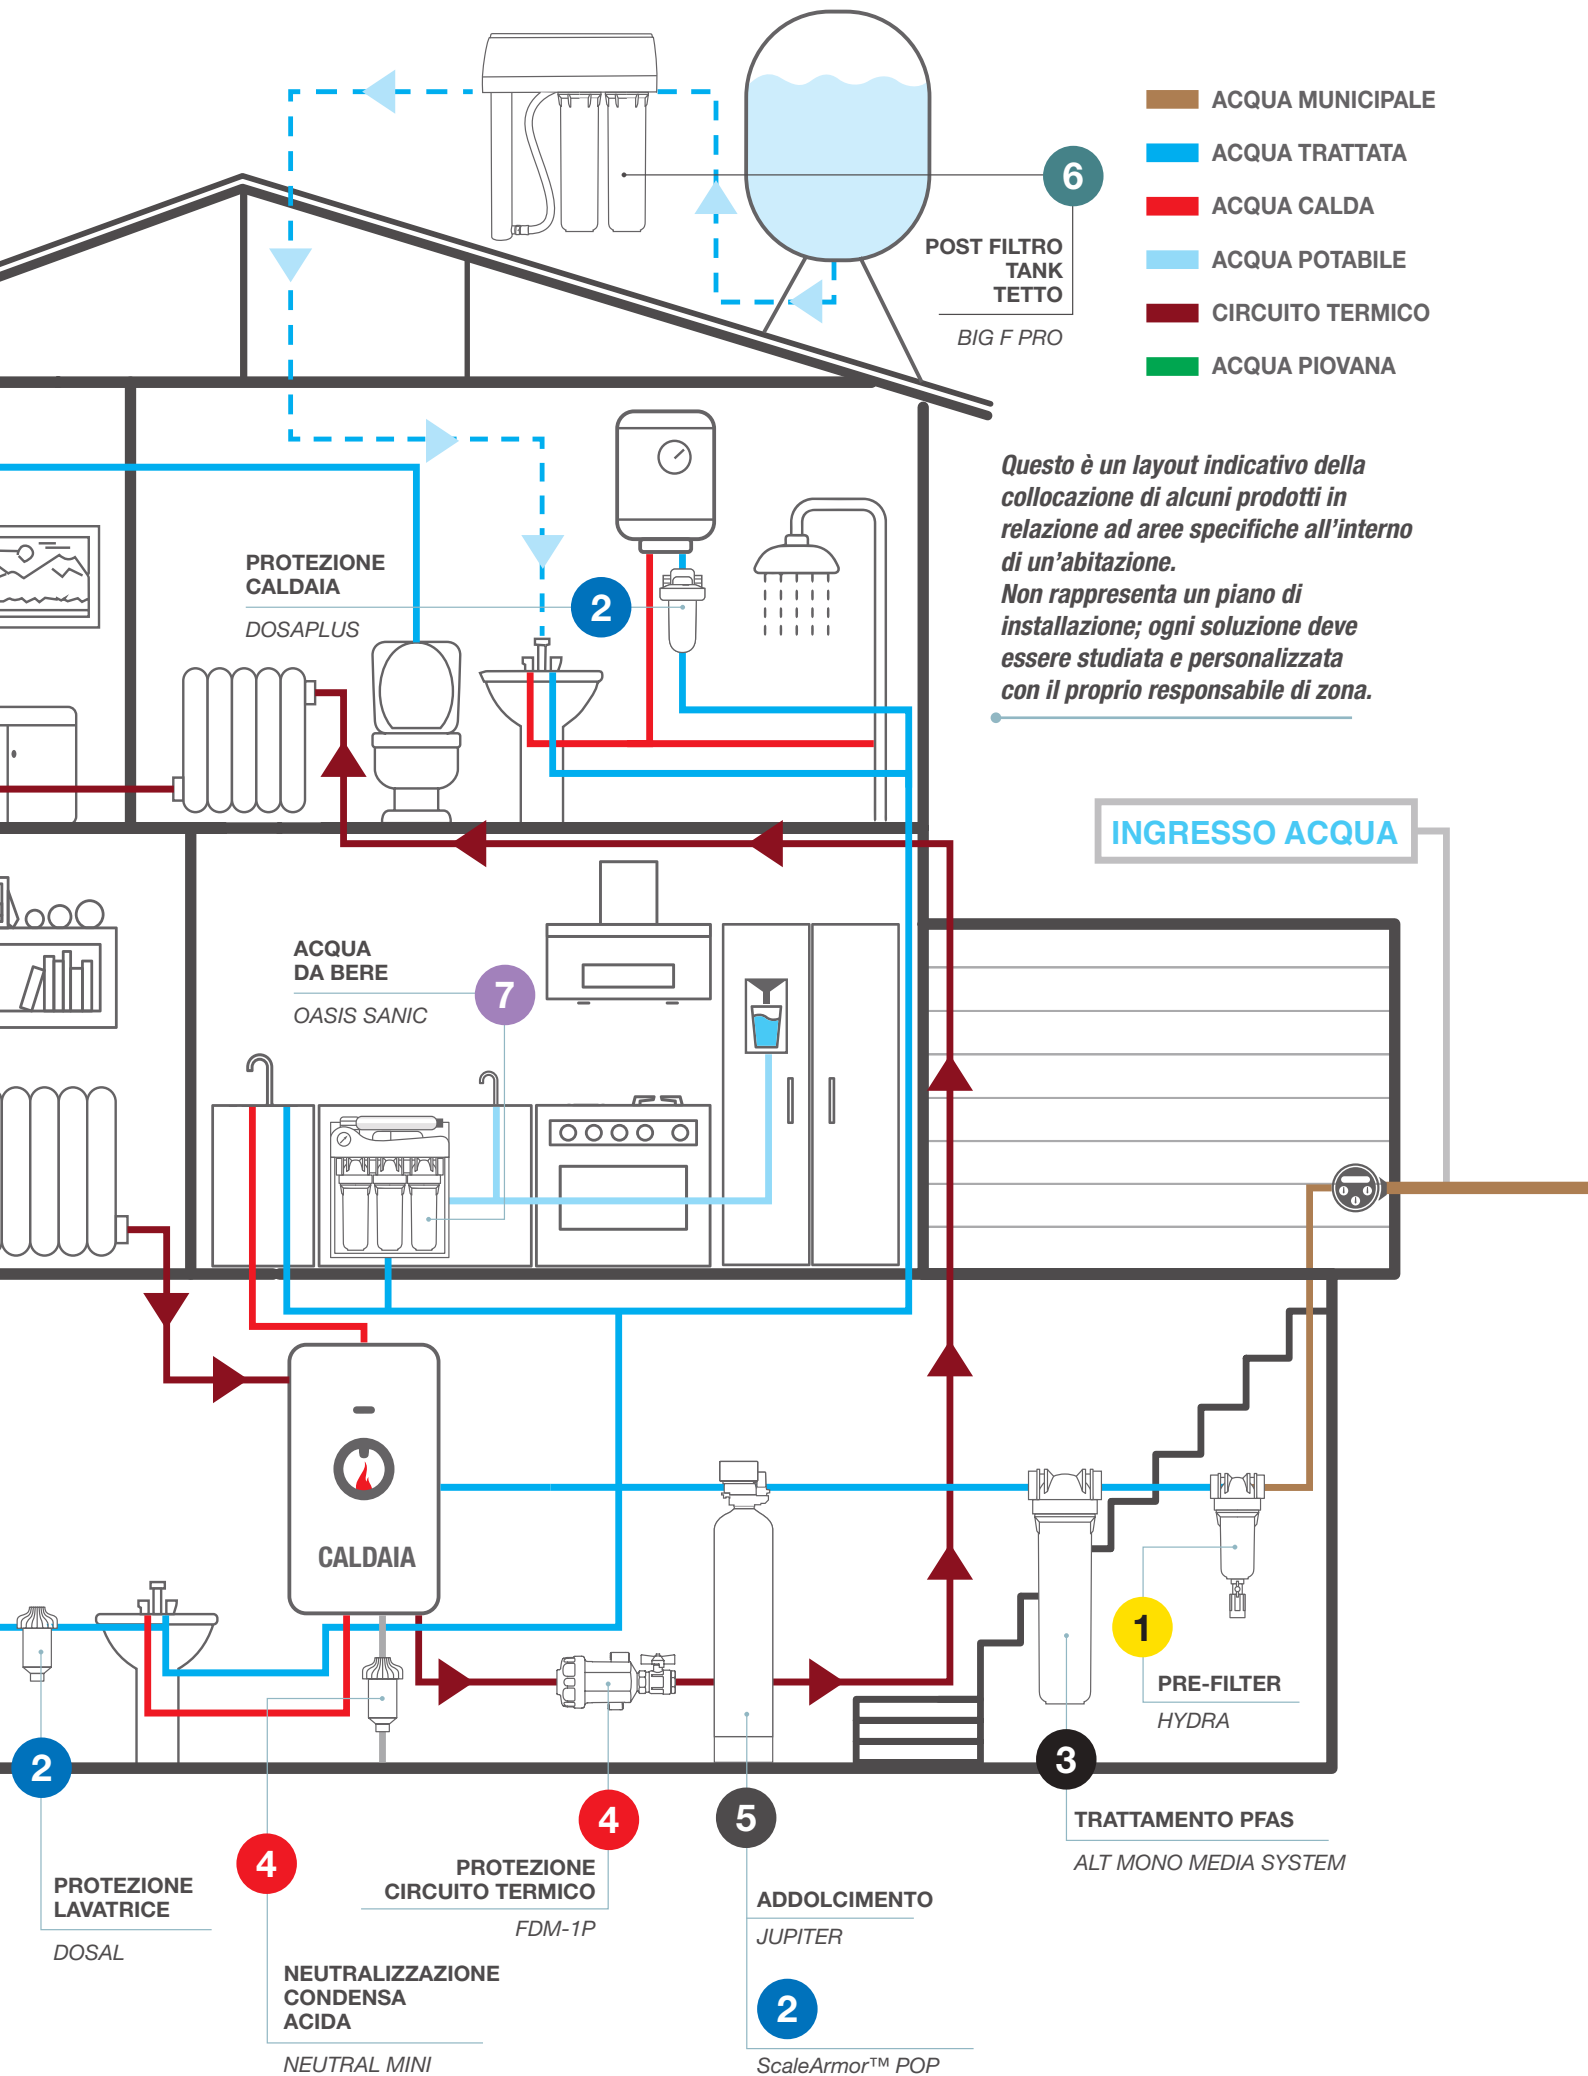 ACQUA MUNICIPALE
ACQUA TRATTATA
ACQUA CALDA
ACQUA POTABILE
CIRCUITO TERMICO
ACQUA PIOVANA
6
POST FILTRO
TANK
TETTO
BIG F PRO
Questo è un layout indicativo della
collocazione di alcuni prodotti in
relazione ad aree specifiche all'interno
di un'abitazione.
Non rappresenta un piano di
installazione; ogni soluzione deve
essere studiata e personalizzata
con il proprio responsabile di zona.
PROTEZIONE
CALDAIA
DOSAPLUS
2
INGRESSO ACQUA
ACQUA
DA BERE
OASIS SANIC
7
CALDAIA
1
PRE-FILTER
HYDRA
3
TRATTAMENTO PFAS
ALT MONO MEDIA SYSTEM
2
PROTEZIONE
LAVATRICE
DOSAL
4
NEUTRALIZZAZIONE
CONDENSA
ACIDA
NEUTRAL MINI
4
PROTEZIONE
CIRCUITO TERMICO
FDM-1P
5
ADDOLCIMENTO
JUPITER
2
ScaleArmor™ POP